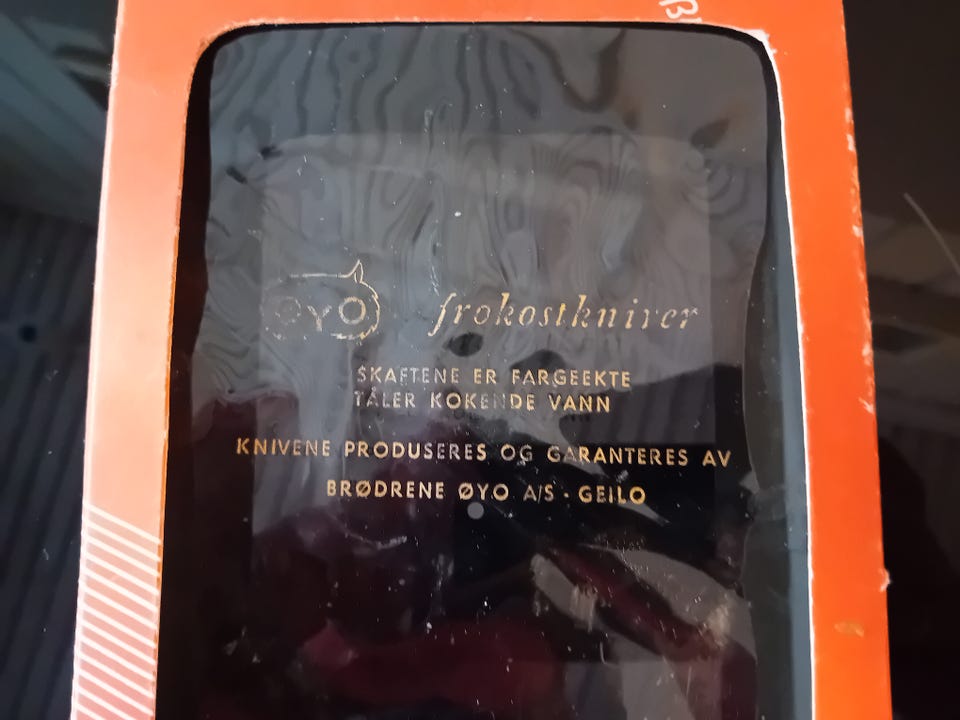 ØYO frokostkniver
SKAFTENE ER FARGEEKTE
TÅLER KOKENDE VANN
KNIVENE PRODUSERES OG GARANTERES AV
BRØDRENE ØYO A/S · GEILO